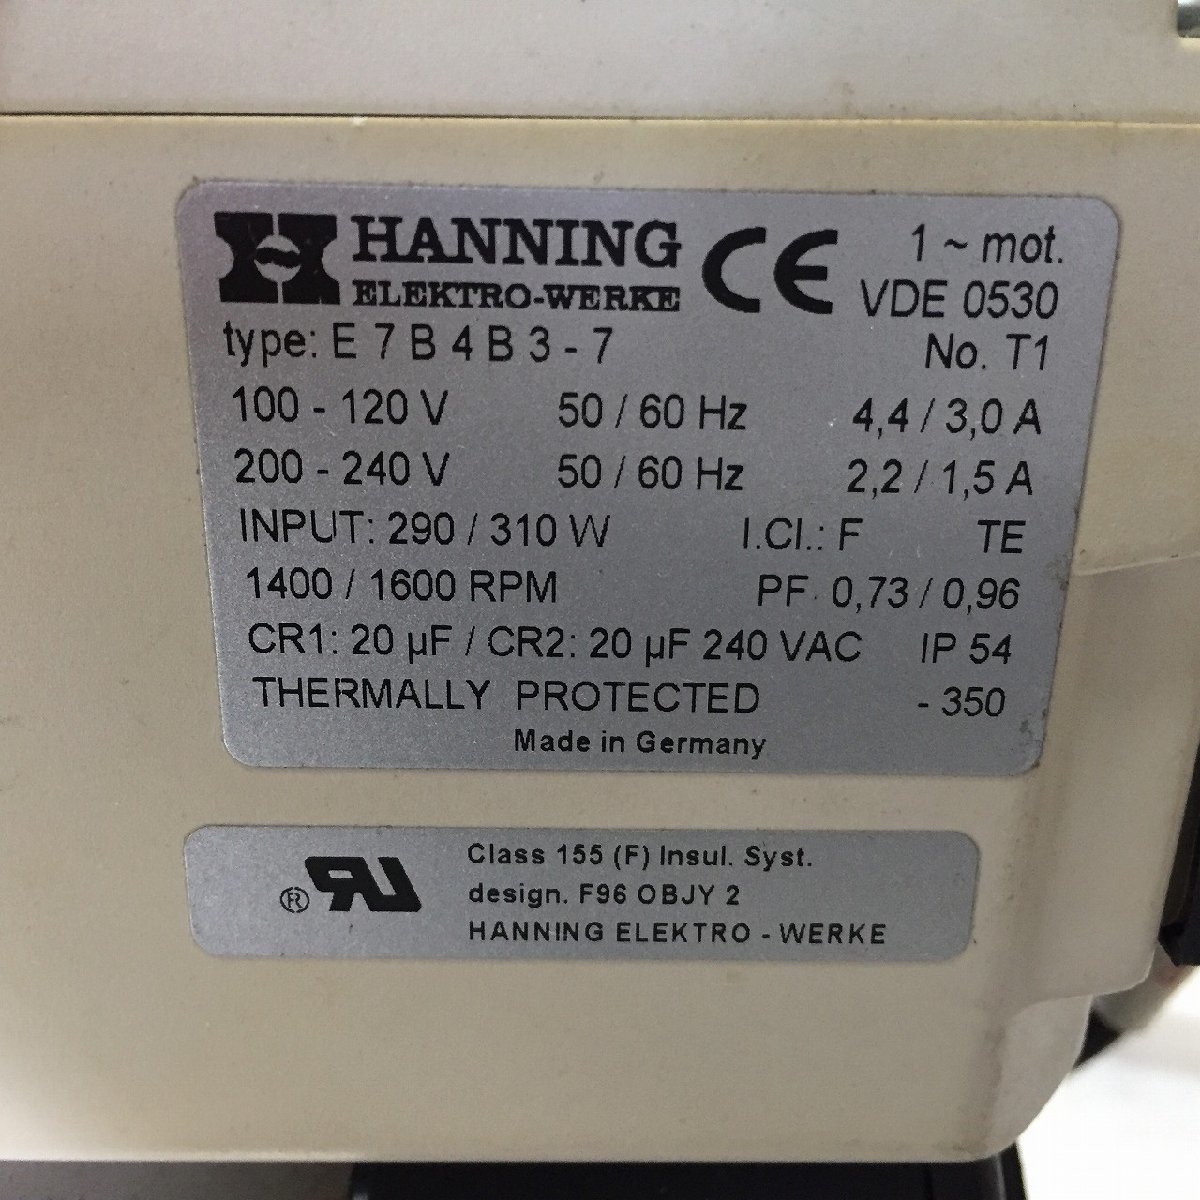 HANNING CE 1 ~ mot.
ELEKTRO-WERKE VDE 0530
type: E 7 B 4 B 3 - 7 No. T1
100 - 120 V 50 / 60 Hz 4,4 / 3,0 A
200 - 240 V 50 / 60 Hz 2,2 / 1,5 A
INPUT: 290 / 310 W I.Cl.: F TE
1400 / 1600 RPM PF. 0,73 / 0,96
CR1: 20 µF / CR2: 20 µF 240 VAC IP 54
THERMALLY PROTECTED - 350
Made in Germany
® RU Class 155 (F) Insul. Syst.
design. F96 OBJY 2
HANNING ELEKTRO - WERKE